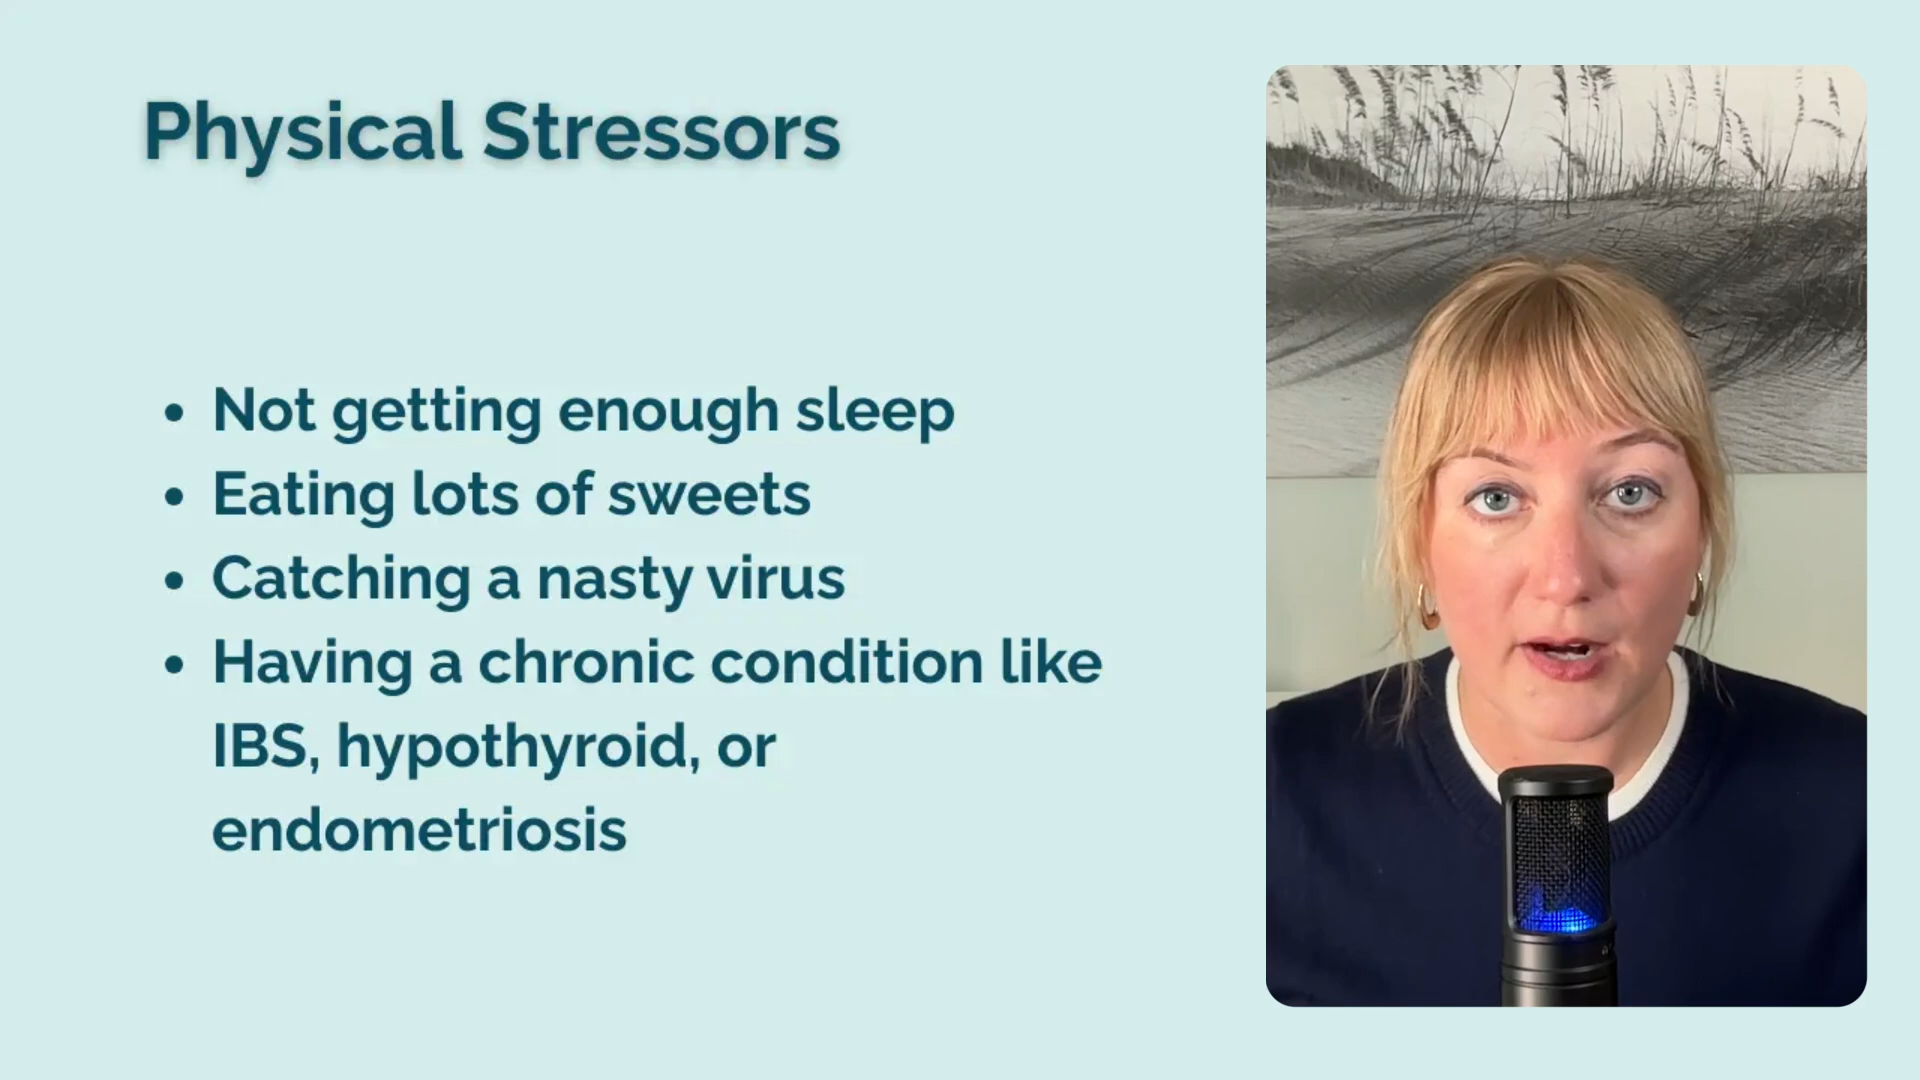 Physical Stressors
• Not getting enough sleep
• Eating lots of sweets
• Catching a nasty virus
• Having a chronic condition like
IBS, hypothyroid, or
endometriosis